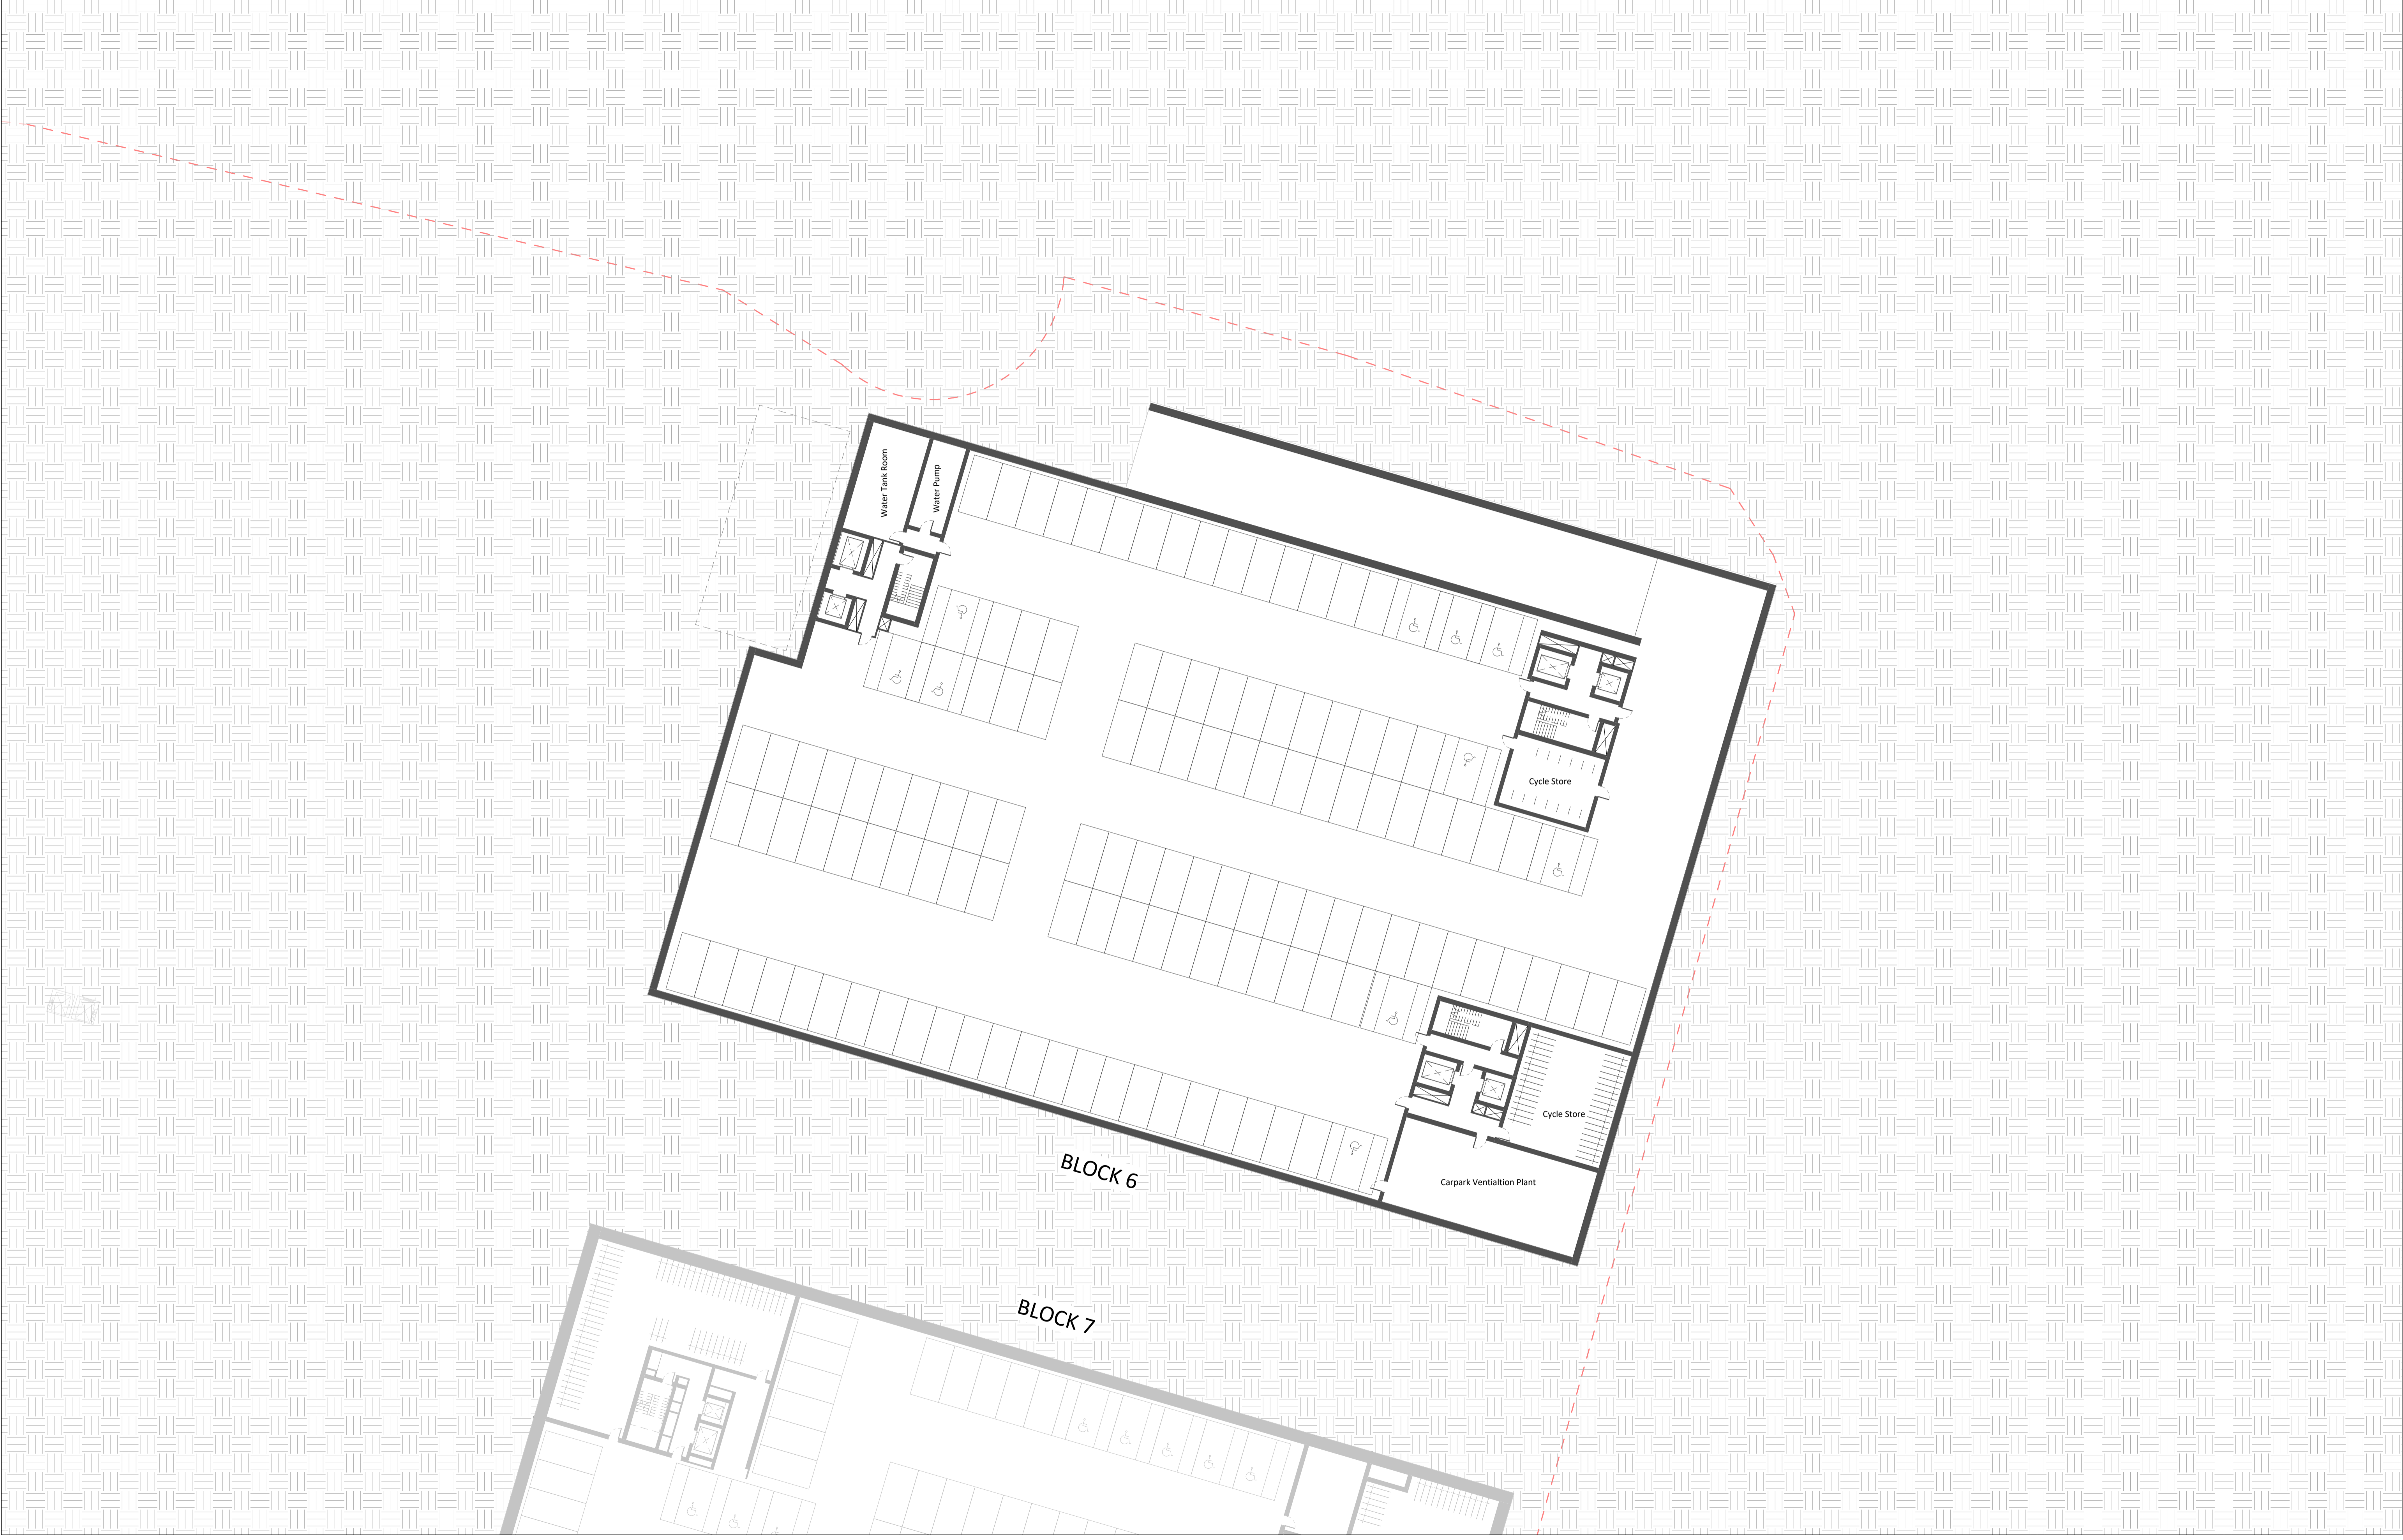 Water Tank Room
Water Pump
Cycle Store
Cycle Store
Carpark Ventialtion Plant
BLOCK 6
BLOCK 7